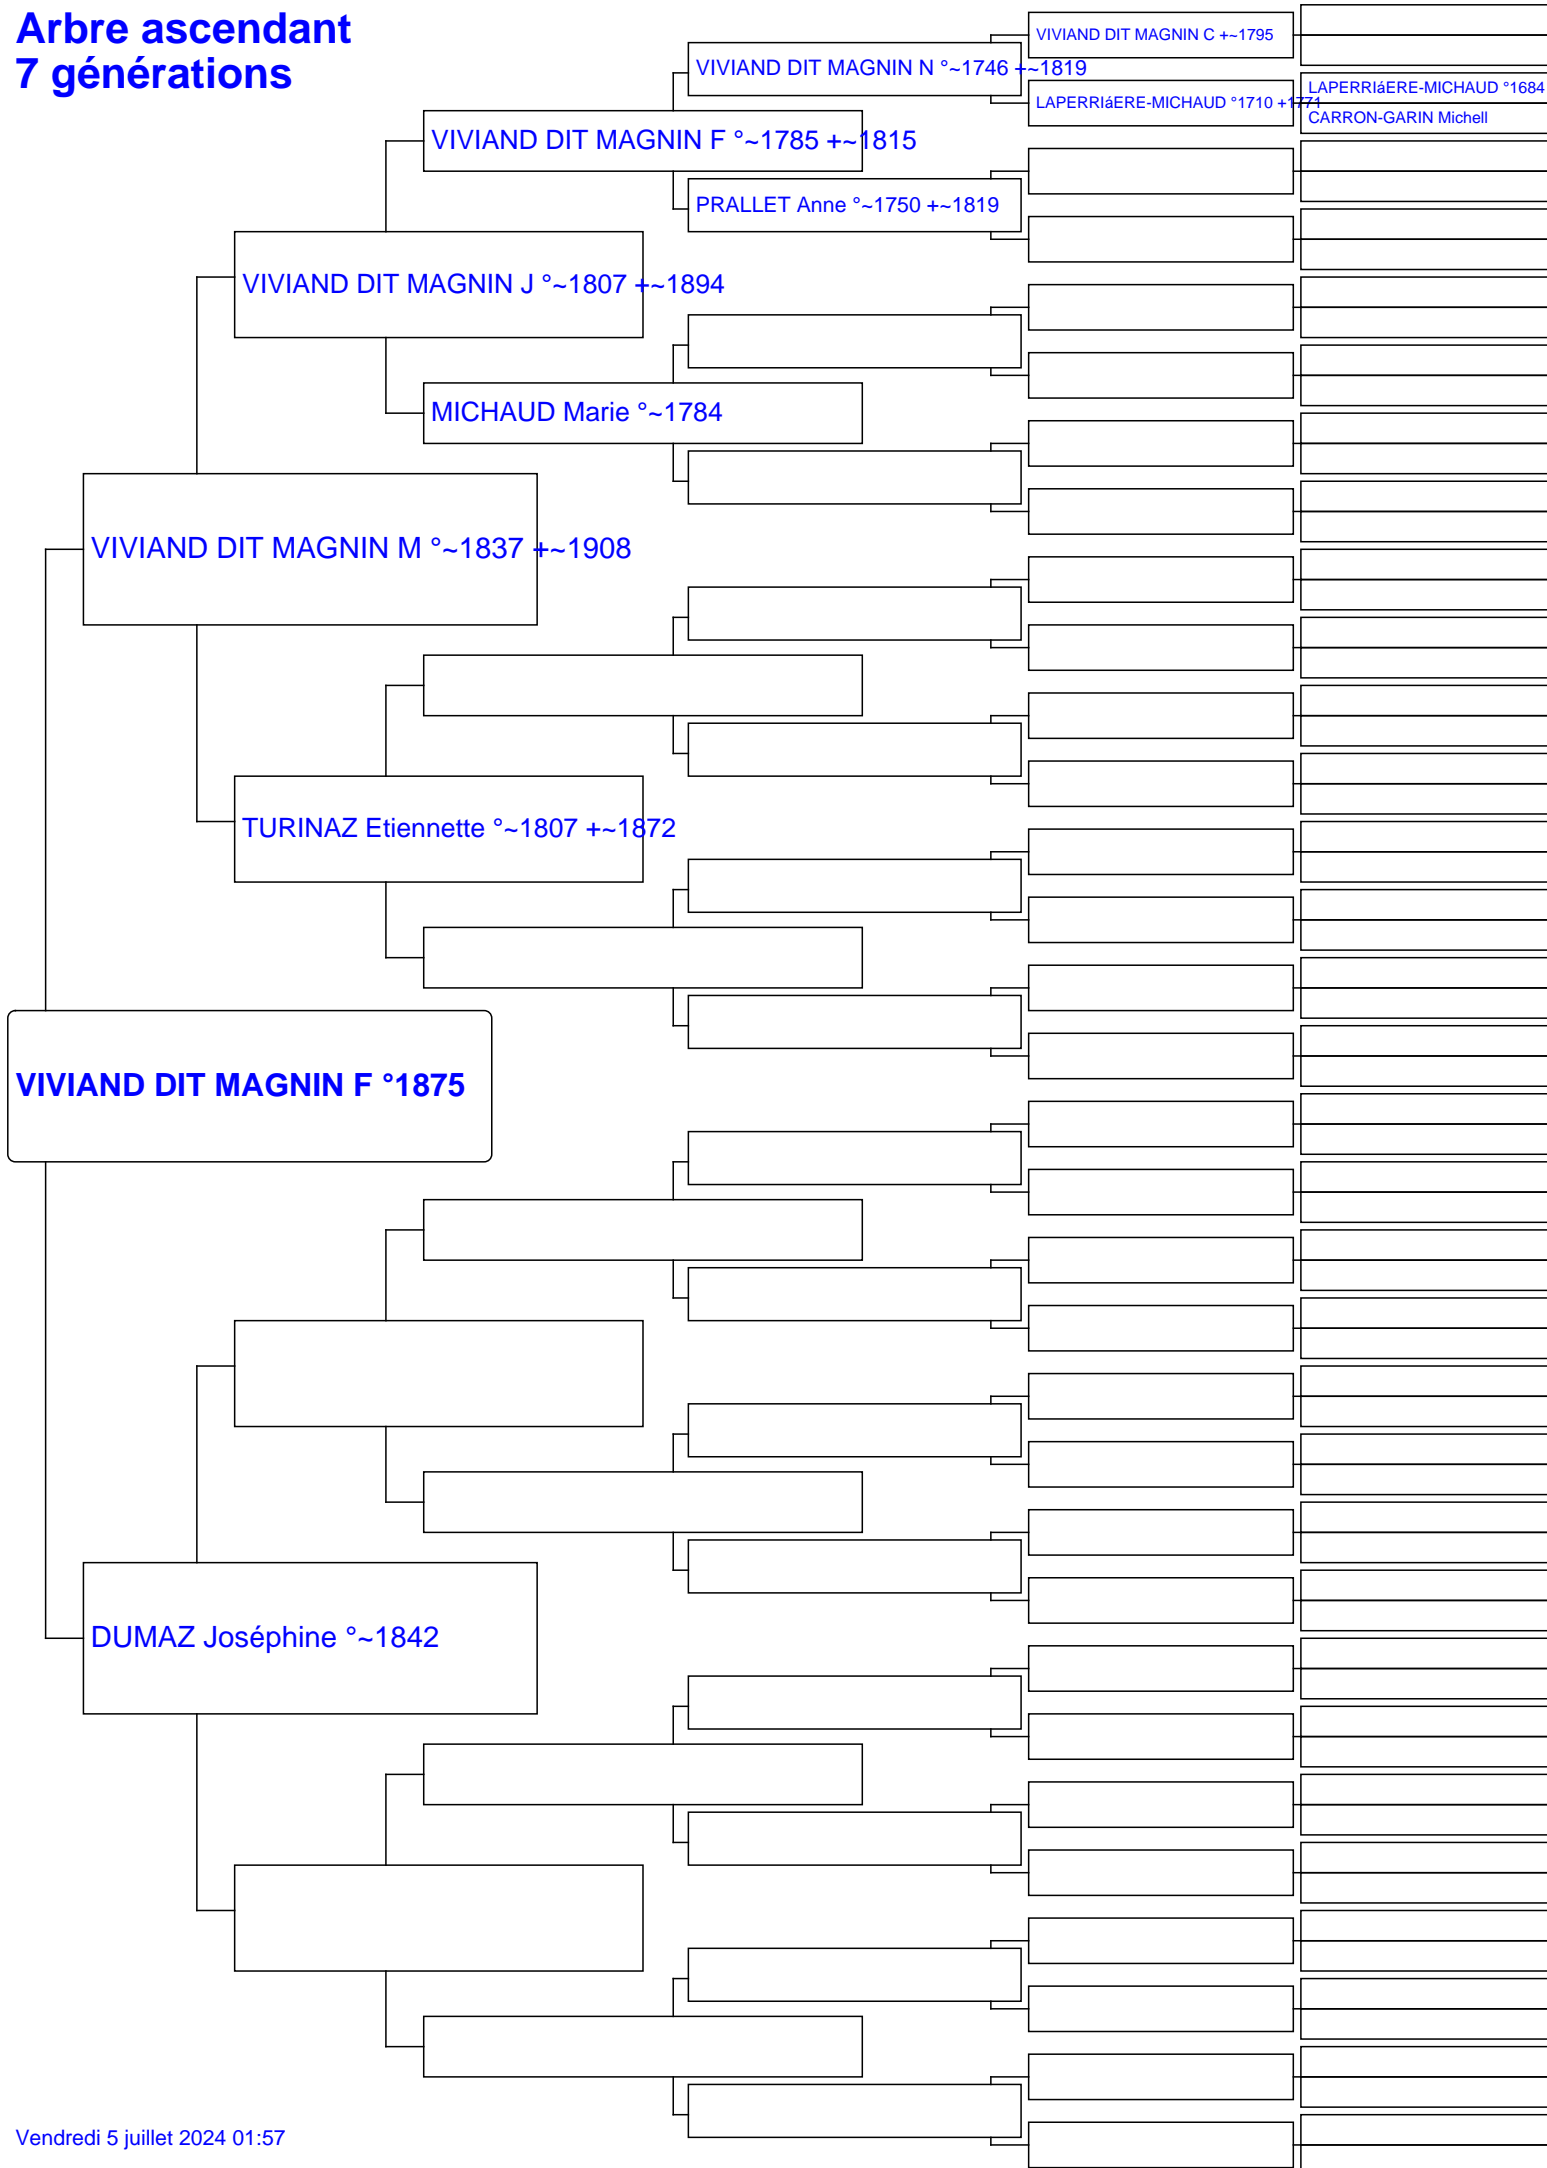 Arbre ascendant
7 générations
VIVIAND DIT MAGNIN C +~1795
VIVIAND DIT MAGNIN N °~1746 +~1819
LAPERRIáERE-MICHAUD °1684
LAPERRIáERE-MICHAUD °1710 +1771
CARRON-GARIN Michell
VIVIAND DIT MAGNIN F °~1785 +~1815
PRALLET Anne °~1750 +~1819
VIVIAND DIT MAGNIN J °~1807 +~1894
MICHAUD Marie °~1784
VIVIAND DIT MAGNIN M °~1837 +~1908
TURINAZ Etiennette °~1807 +~1872
VIVIAND DIT MAGNIN F °1875
DUMAZ Joséphine °~1842
Vendredi 5 juillet 2024 01:57